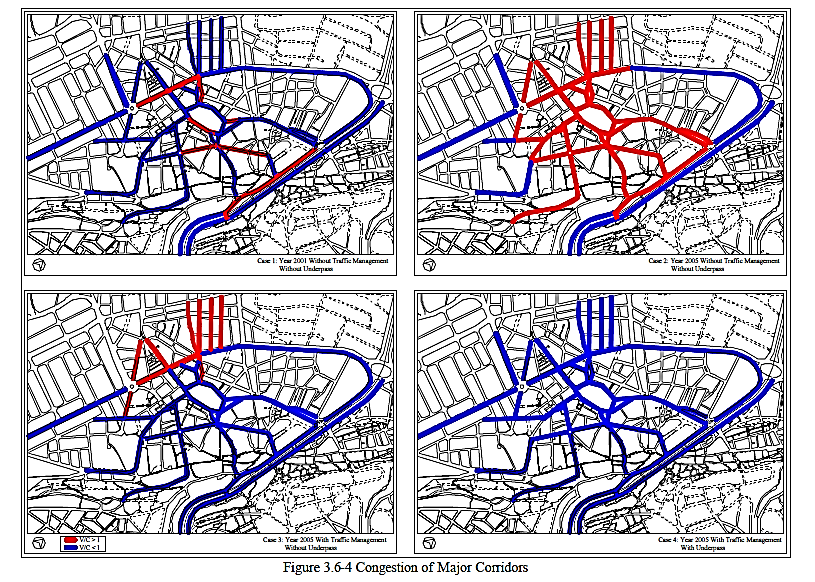 Case 1: Year 2001 Without Traffic Management
Without Underpass
Case 2: Year 2005 Without Traffic Management
Without Underpass
V/C > 1
V/C < 1
Case 3: Year 2005 With Traffic Management
Without Underpass
Case 4: Year 2005 With Traffic Management
With Underpass
Figure 3.6-4 Congestion of Major Corridors